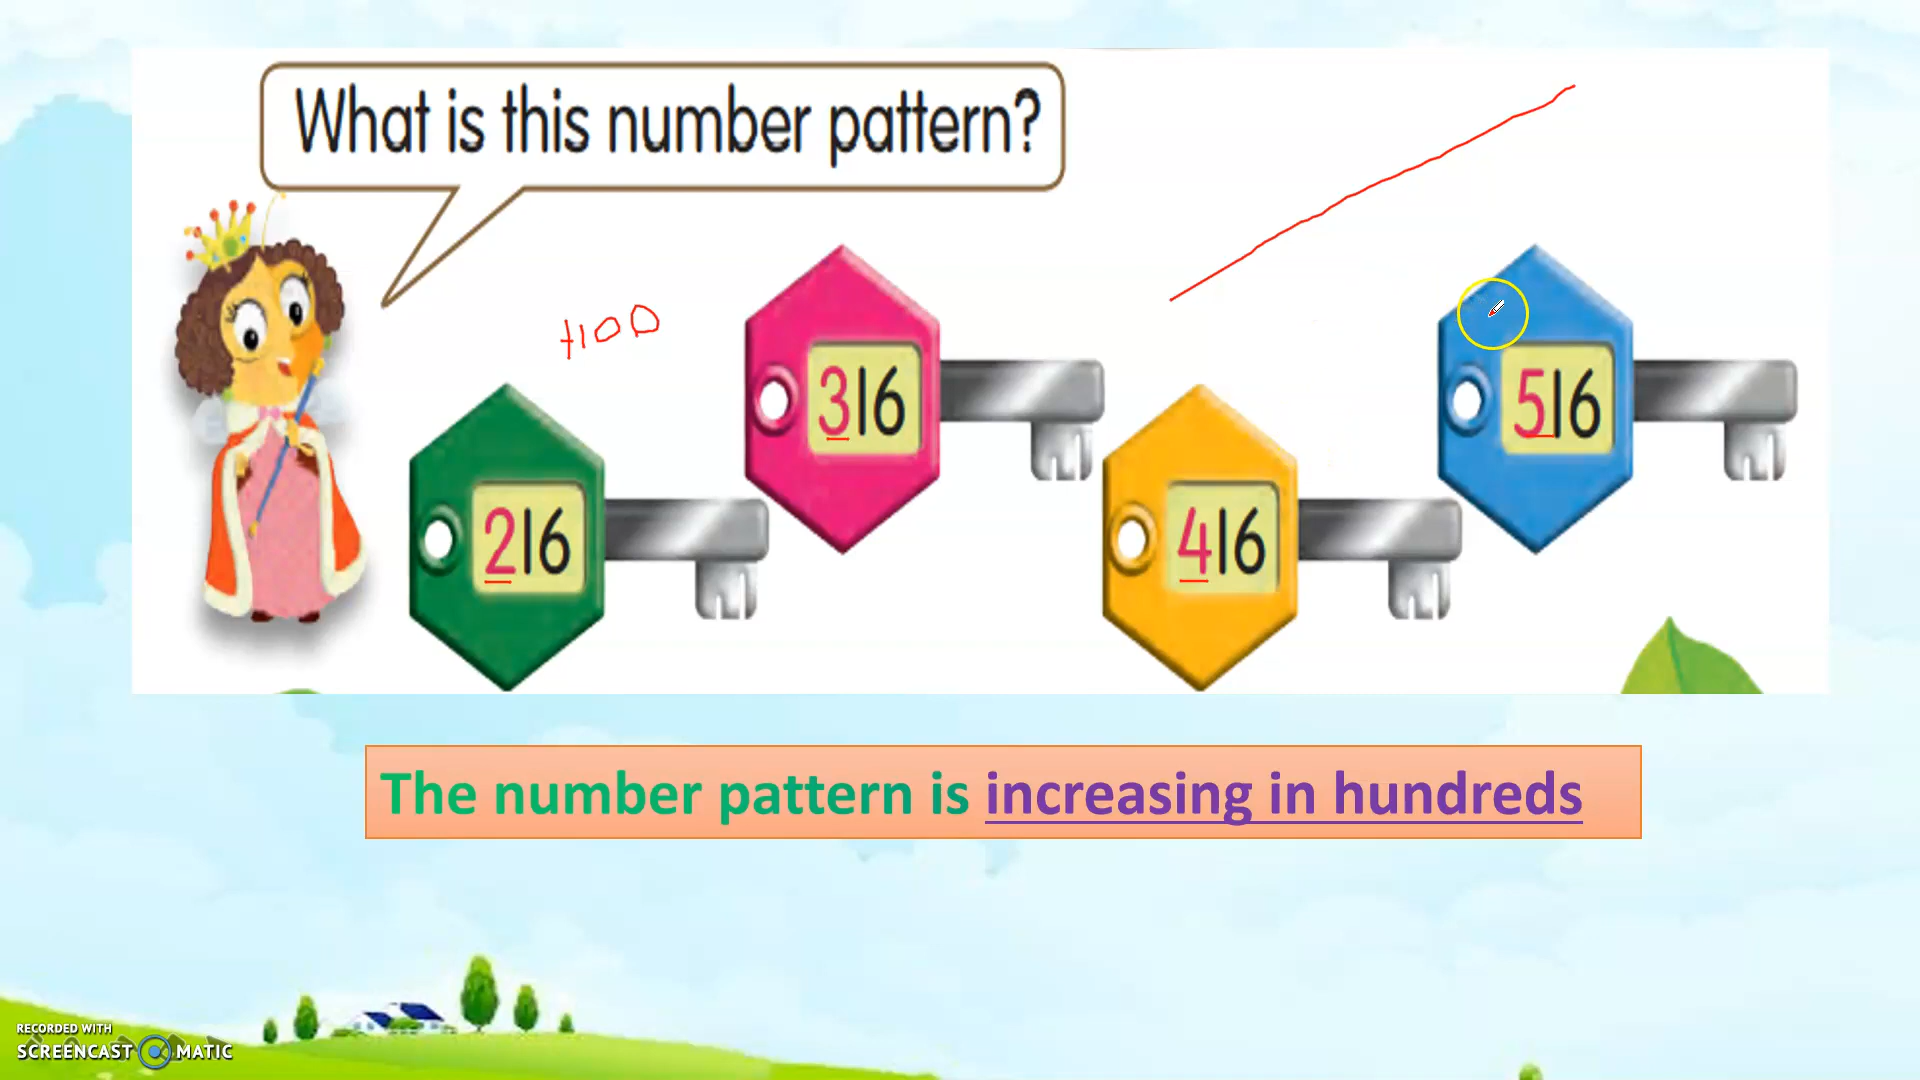 What is this number pattern?
+100
316
516
216
416
The number pattern is increasing in hundreds
RECORDED WITH
SCREENCAST MATIC